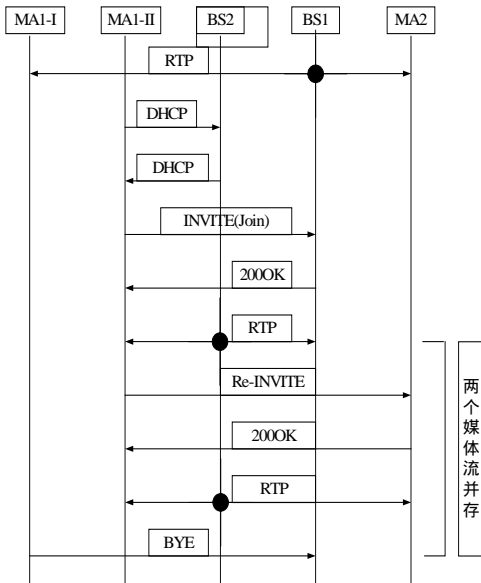 MA1-I MA1-II BS2 BS1 MA2
RTP
DHCP
DHCP
INVITE(Join)
200OK
RTP
Re-INVITE
200OK
RTP
BYE
两个媒体流并存